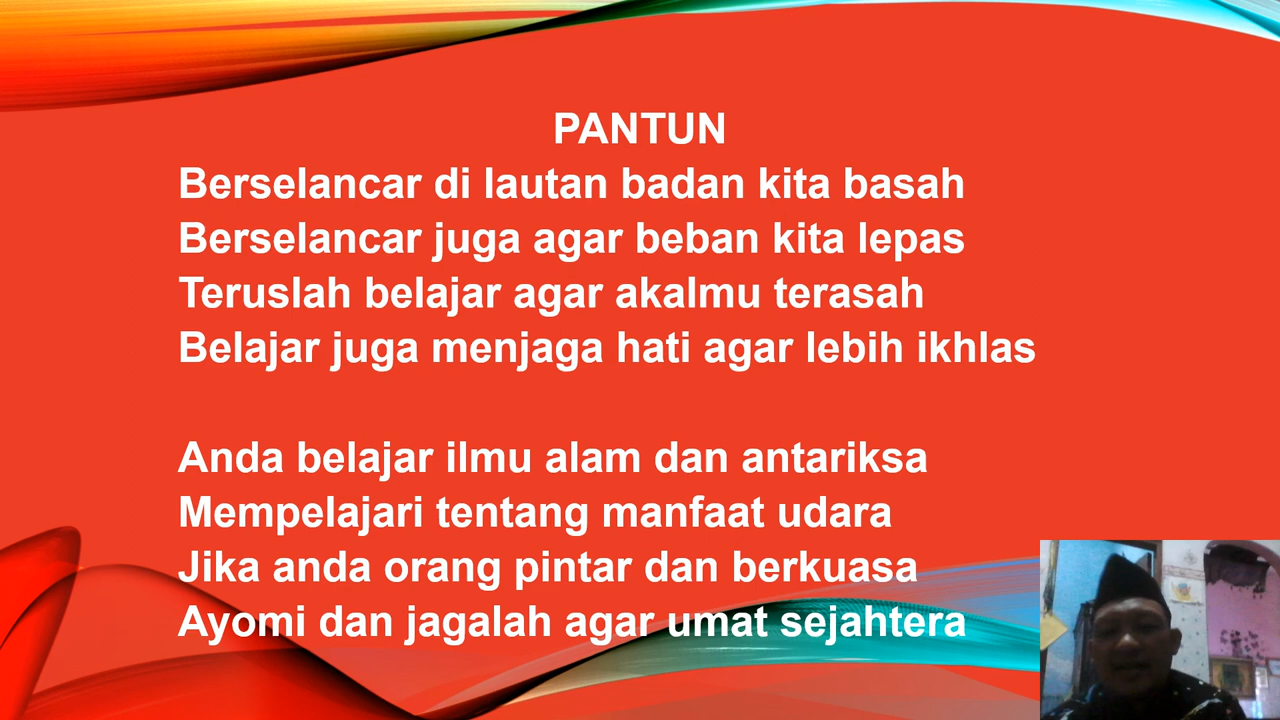 PANTUN
Berselancar di lautan badan kita basah
Berselancar juga agar beban kita lepas
Teruslah belajar agar akalmu terasah
Belajar juga menjaga hati agar lebih ikhlas
Anda belajar ilmu alam dan antariksa
Mempelajari tentang manfaat udara
Jika anda orang pintar dan berkuasa
Ayomi dan jagalah agar umat sejahtera